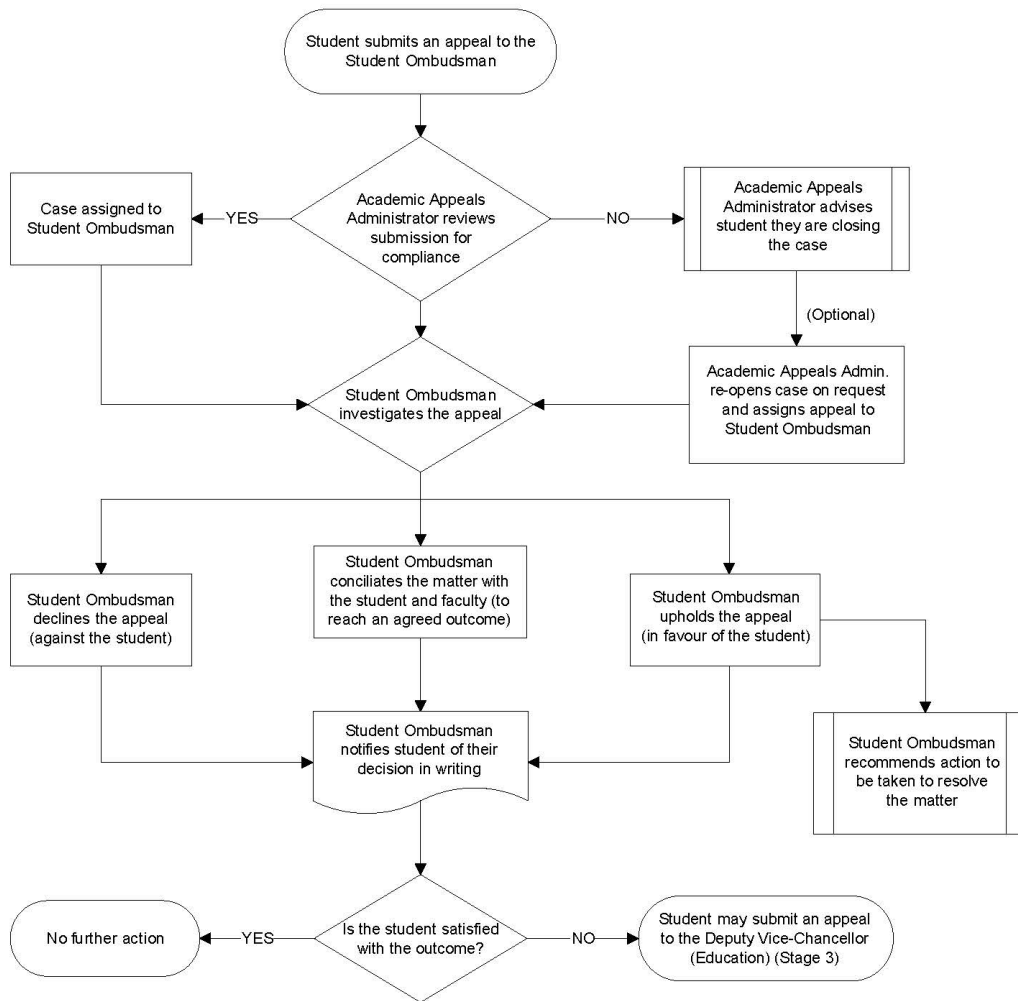 Student submits an appeal to the
Student Ombudsman
Academic Appeals
Administrator reviews
submission for
compliance
YES
Case assigned to
Student Ombudsman
NO
Academic Appeals
Administrator advises
student they are closing
the case
(Optional)
Academic Appeals Admin.
re-opens case on request
and assigns appeal to
Student Ombudsman
Student Ombudsman
investigates the appeal
Student Ombudsman
declines the appeal
(against the student)
Student Ombudsman
conciliates the matter with
the student and faculty (to
reach an agreed outcome)
Student Ombudsman
upholds the appeal
(in favour of the student)
Student Ombudsman
notifies student of their
decision in writing
Student Ombudsman
recommends action to
be taken to resolve
the matter
Is the student satisfied
with the outcome?
YES
No further action
NO
Student may submit an appeal
to the Deputy Vice-Chancellor
(Education) (Stage 3)